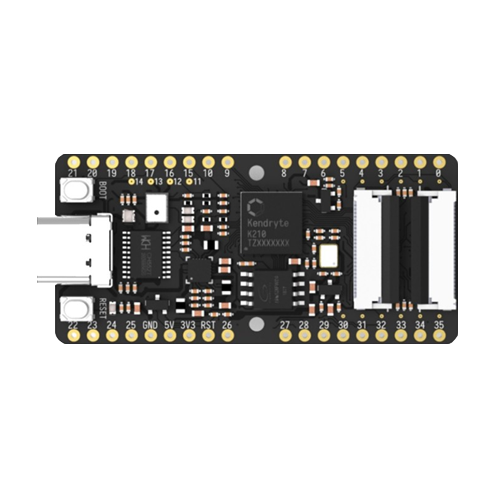 21 20 19 18 17 16 15 10 9 8 7 6 5 4 3 2 1 0
14 13 12 11
BOOT
Kendryte
K210
TZXXXXXXX
RESET
22 23 24 25 GND 5V 3V3 RST 26 27 28 29 30 31 32 33 34 35